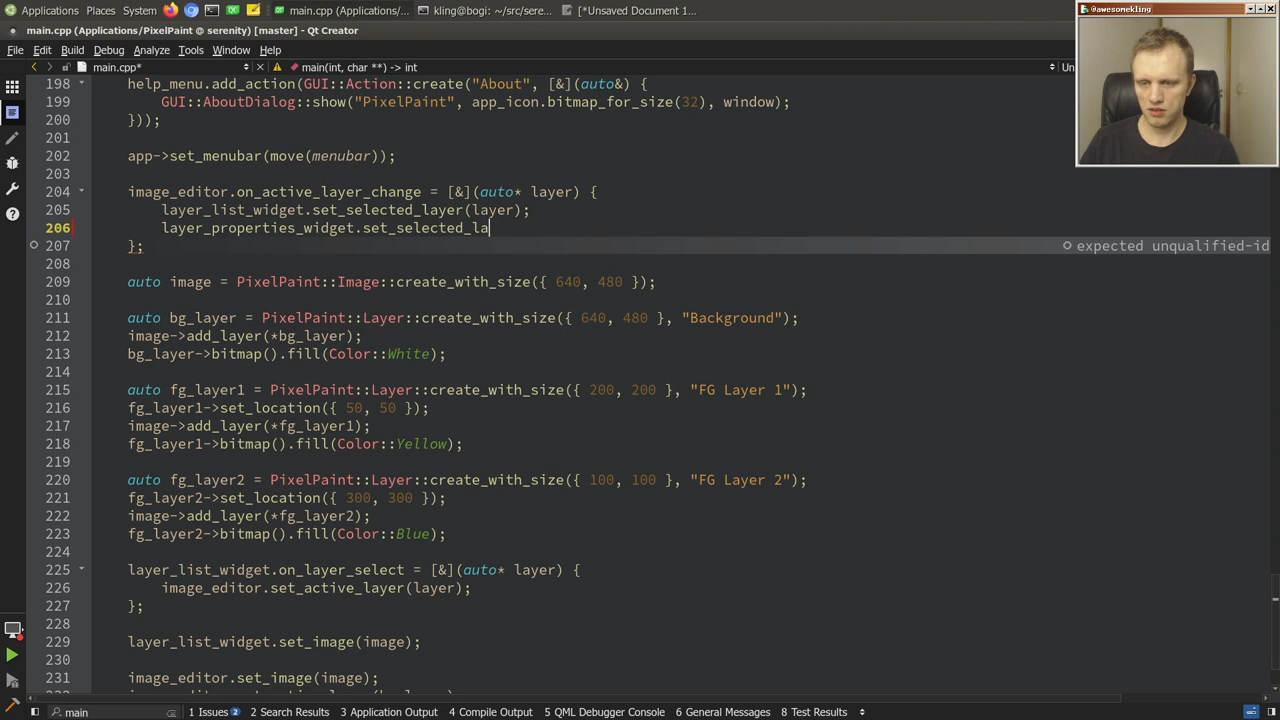 Applications Places System main.cpp (Applications/... kling@bogi: ~/src/sere... [*Unsaved Document 1...
@awesomekling
main.cpp (Applications/PixelPaint @ serenity) [master] - Qt Creator
File Edit Build Debug Analyze Tools Window Help
main.cpp* main(int, char **) -> int Un
198 help_menu.add_action(GUI::Action::create("About", [&](auto&) {
199 GUI::AboutDialog::show("PixelPaint", app_icon.bitmap_for_size(32), window);
200 }));
201
202 app->set_menubar(move(menubar));
203
204 image_editor.on_active_layer_change = [&](auto* layer) {
205 layer_list_widget.set_selected_layer(layer);
206 layer_properties_widget.set_selected_la
207 }; expected unqualified-id
208
209 auto image = PixelPaint::Image::create_with_size({ 640, 480 });
210
211 auto bg_layer = PixelPaint::Layer::create_with_size({ 640, 480 }, "Background");
212 image->add_layer(*bg_layer);
213 bg_layer->bitmap().fill(Color::White);
214
215 auto fg_layer1 = PixelPaint::Layer::create_with_size({ 200, 200 }, "FG Layer 1");
216 fg_layer1->set_location({ 50, 50 });
217 image->add_layer(*fg_layer1);
218 fg_layer1->bitmap().fill(Color::Yellow);
219
220 auto fg_layer2 = PixelPaint::Layer::create_with_size({ 100, 100 }, "FG Layer 2");
221 fg_layer2->set_location({ 300, 300 });
222 image->add_layer(*fg_layer2);
223 fg_layer2->bitmap().fill(Color::Blue);
224
225 layer_list_widget.on_layer_select = [&](auto* layer) {
226 image_editor.set_active_layer(layer);
227 };
228
229 layer_list_widget.set_image(image);
230
231 image_editor.set_image(image);
main 1 Issues 2 2 Search Results 3 Application Output 4 Compile Output 5 QML Debugger Console 6 General Messages 8 Test Results